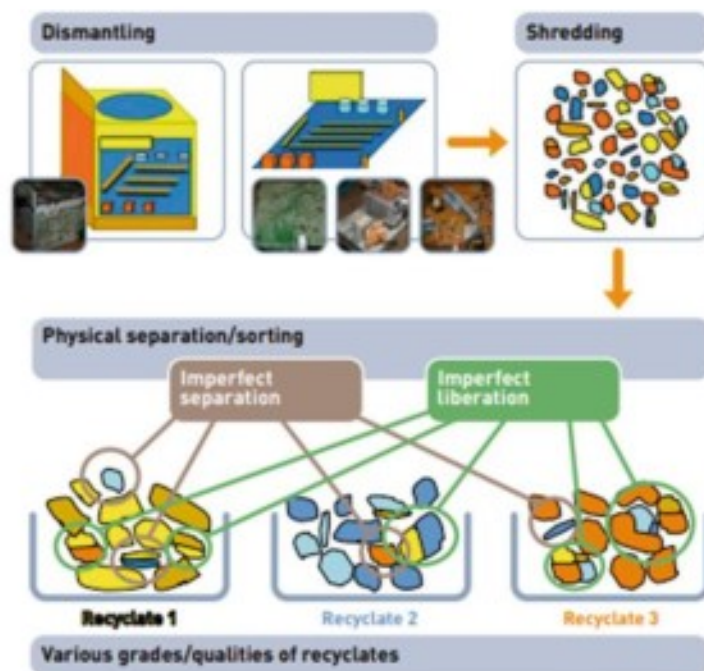 Dismantling
Shredding
Physical separation/sorting
Imperfect
separation
Imperfect
liberation
Recyclate 1
Recyclate 2
Recyclate 3
Various grades/qualities of recyclates